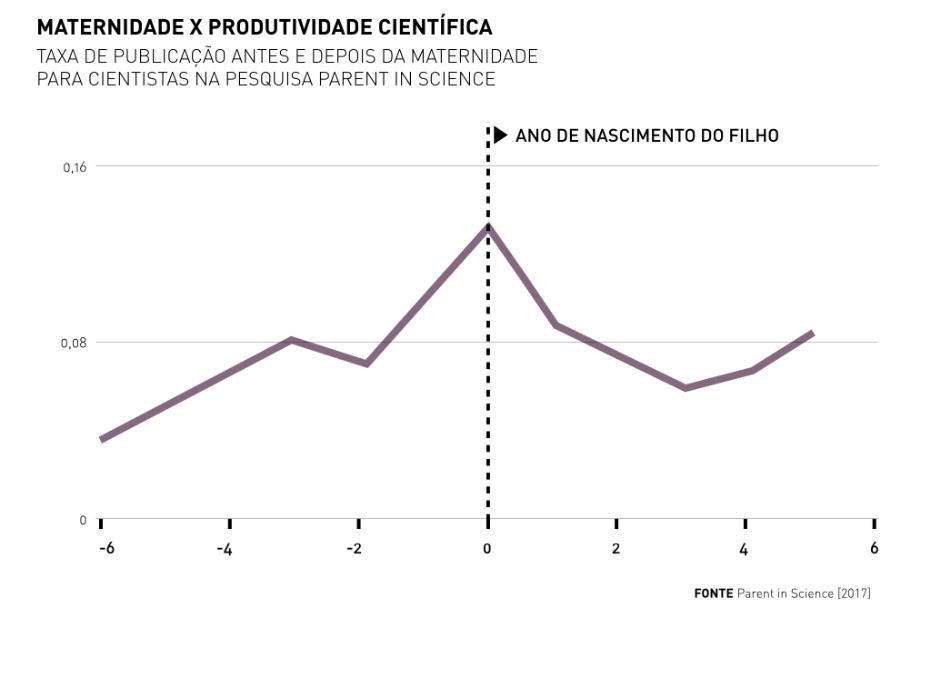 MATERNIDADE X PRODUTIVIDADE CIENTÍFICA
TAXA DE PUBLICAÇÃO ANTES E DEPOIS DA MATERNIDADE
PARA CIENTISTAS NA PESQUISA PARENT IN SCIENCE
ANO DE NASCIMENTO DO FILHO
0,16
0,08
0
-6 -4 -2 0 2 4 6
FONTE Parent in Science [2017]